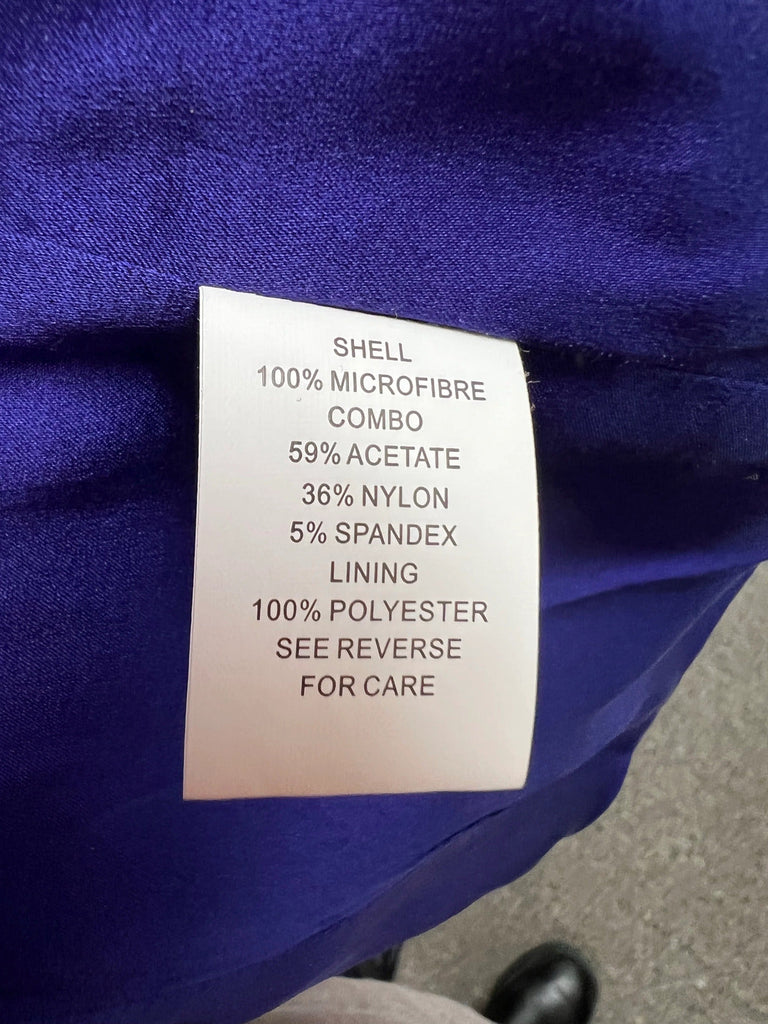 SHELL
100% MICROFIBRE
COMBO
59% ACETATE
36% NYLON
5% SPANDEX
LINING
100% POLYESTER
SEE REVERSE
FOR CARE